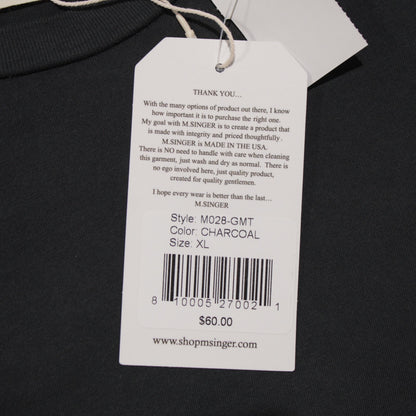 THANK YOU...
With the many options of product out there, I know
how important it is to purchase the right one.
My goal with M.SINGER is to create a product that
is made with integrity and priced thoughtfully.
M.SINGER is MADE IN THE USA.
There is NO need to handle with care when cleaning
this garment, just wash and dry as normal. There is
no ego involved here, just quality product,
created for quality gentlemen.
I hope every wear is better than the last...
M.SINGER
Style: M028-GMT
Color: CHARCOAL
Size: XL
8 10005 27002 1
$60.00
www.shopmsinger.com